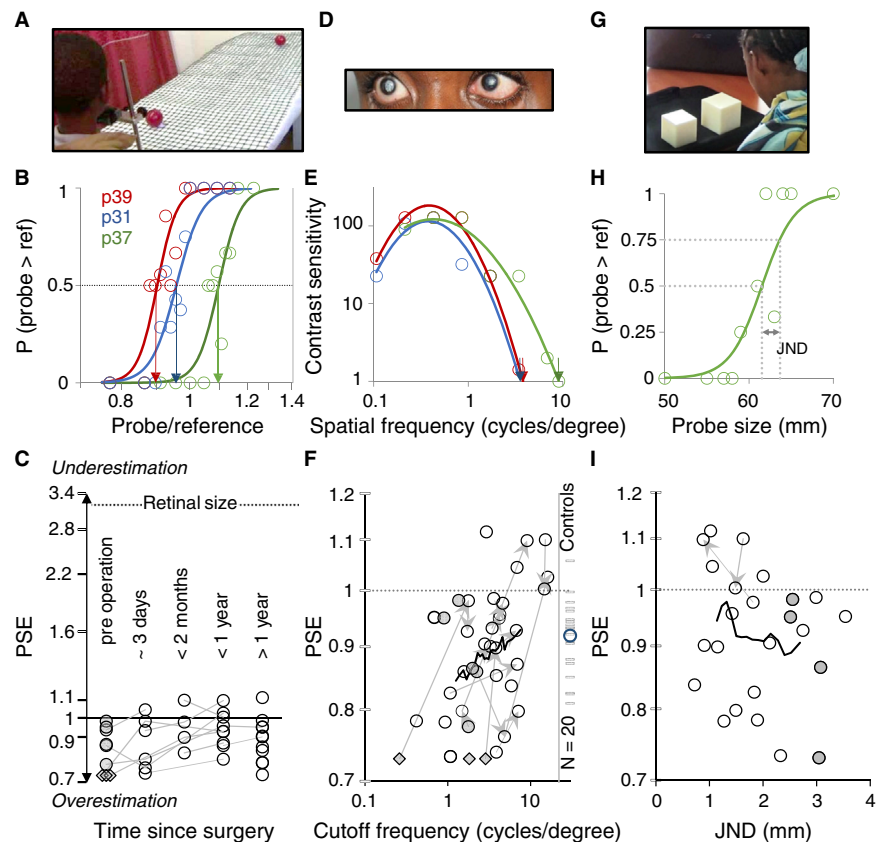 A
D
G
B
p39
p31
p37
P (probe > ref)
1
0.5
0
0.8
1
1.2
1.4
Probe/reference
E
Contrast sensitivity
100
10
1
0.1
1
10
Spatial frequency (cycles/degree)
H
P (probe > ref)
1
0.75
0.5
0.25
0
JND
50
60
70
Probe size (mm)
C
Underestimation
3.4
Retinal size
2.8
2.2
1.6
1.1
1
0.9
0.7
PSE
pre operation
~ 3 days
< 2 months
< 1 year
> 1 year
Overestimation
Time since surgery
F
PSE
1.2
1.1
1
0.9
0.8
0.7
0.1
1
10
Controls
N = 20
Cutoff frequency (cycles/degree)
I
PSE
1.2
1.1
1
0.9
0.8
0.7
0
1
2
3
4
JND (mm)